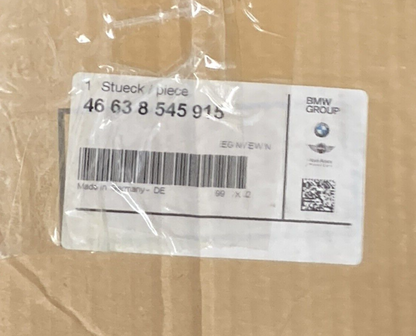 1 Stueck / piece
46 63 8 545 915
BMW
GROUP
Made in Germany - DE